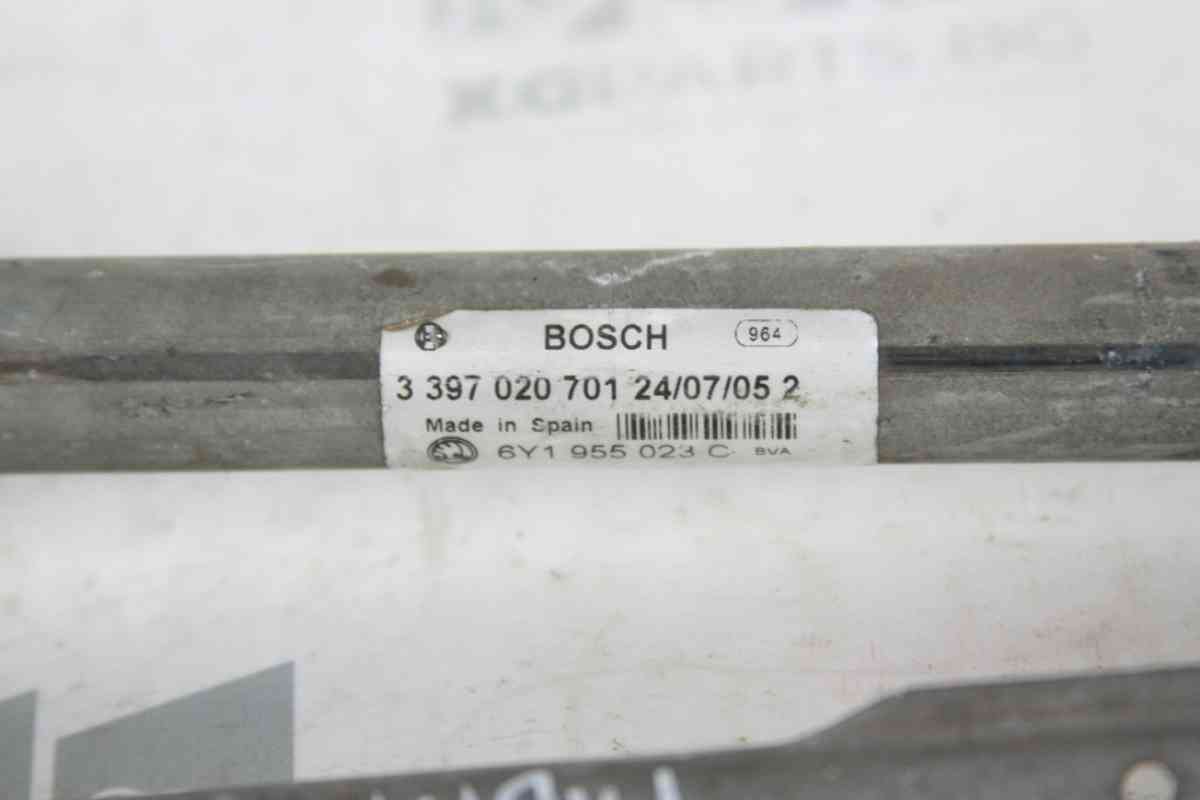 BOSCH 964
3 397 020 701 24/07/05 2
Made in Spain
6Y1 955 023 C BVA